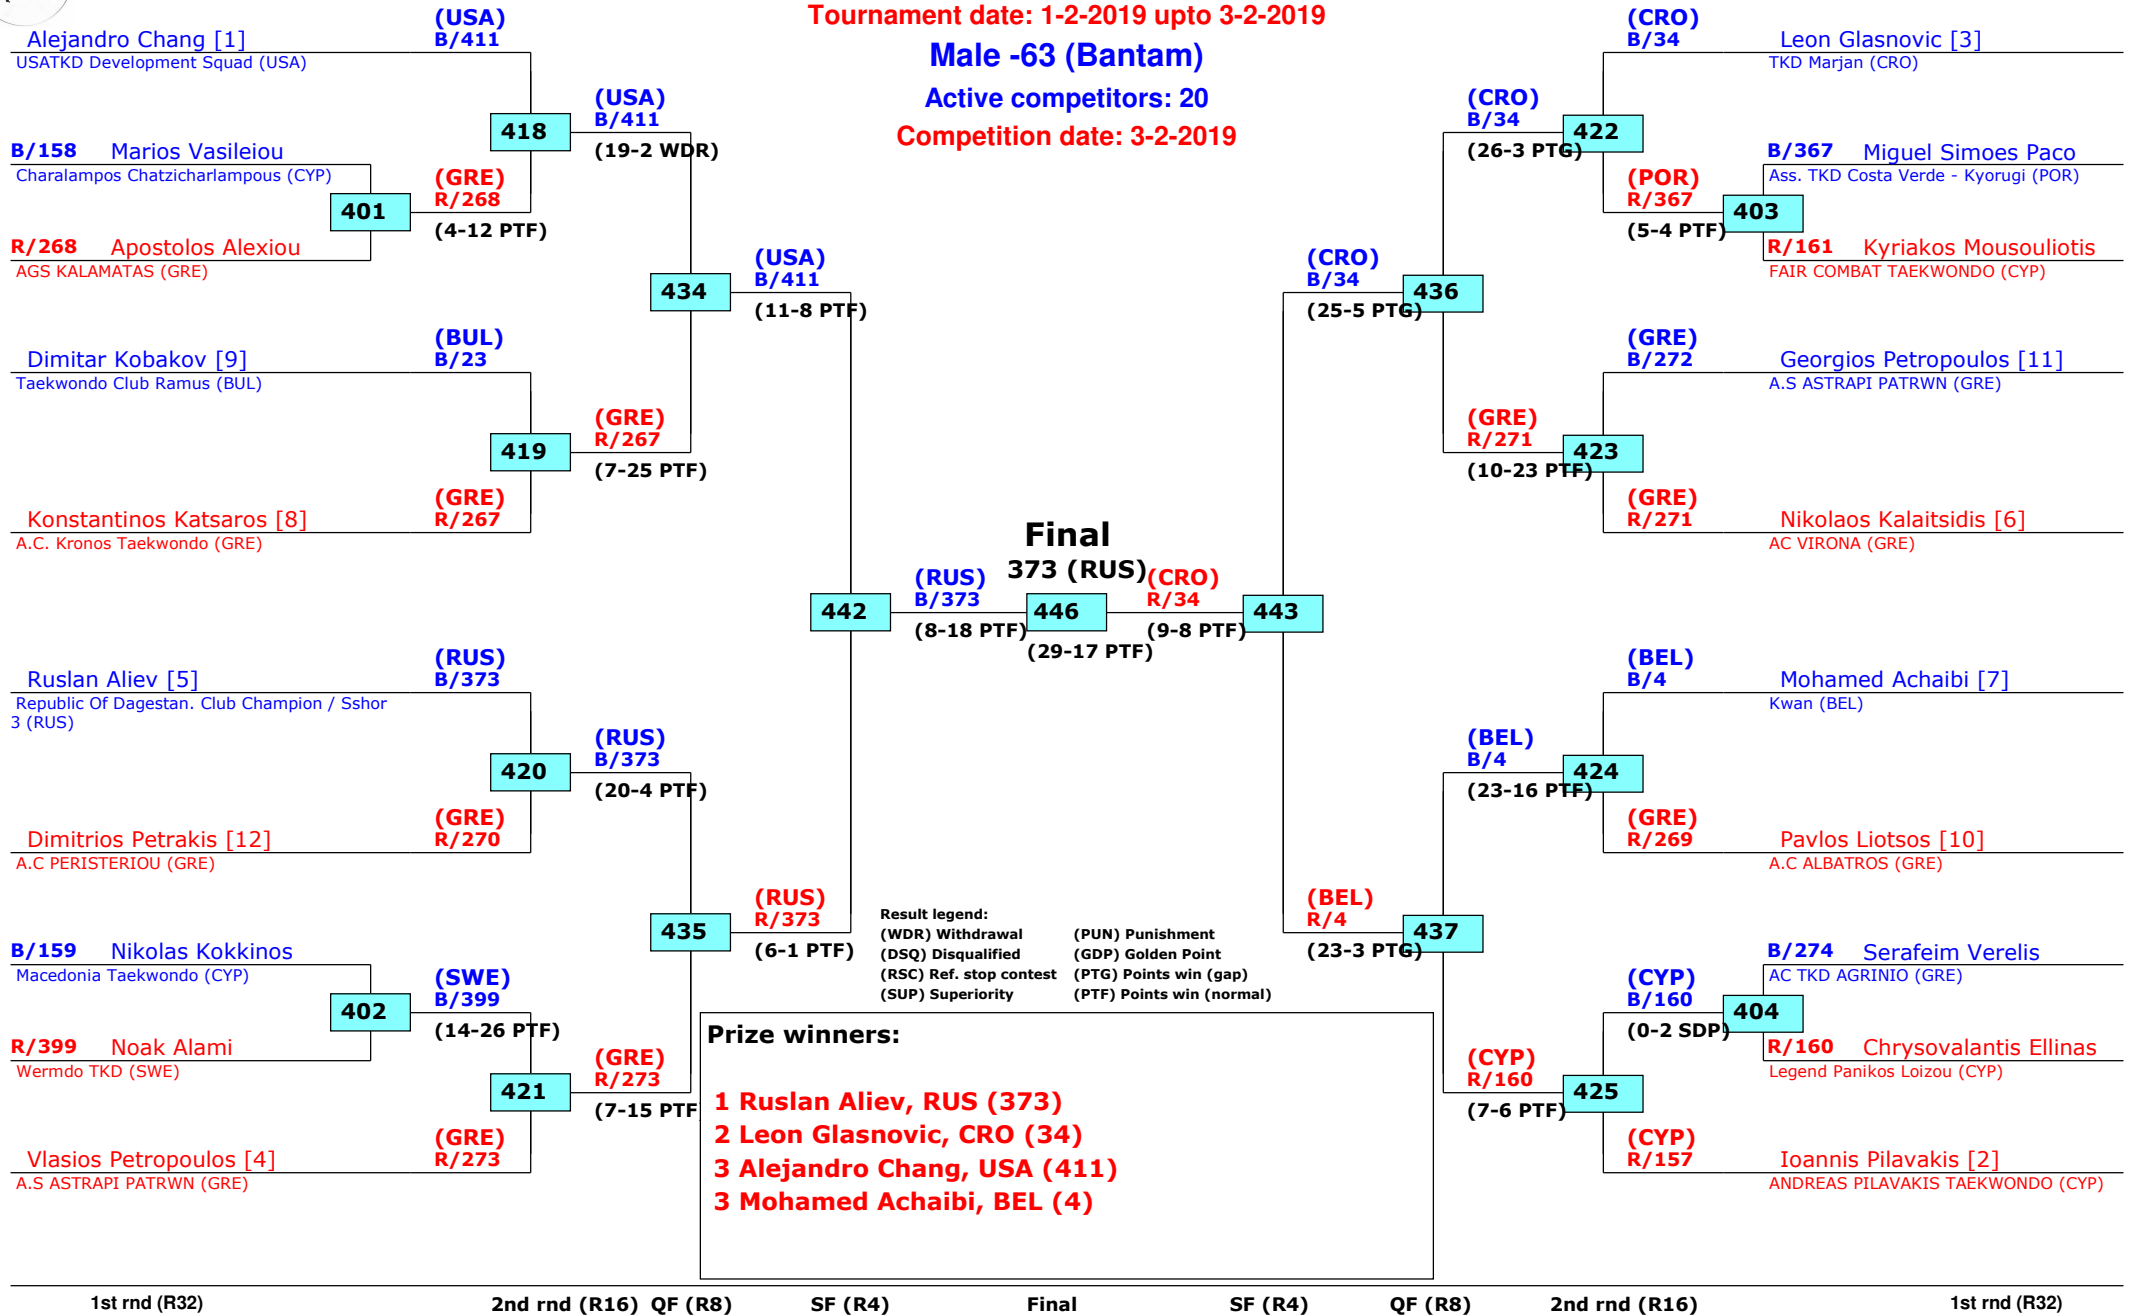 Tournament date: 1-2-2019 upto 3-2-2019
Male -63 (Bantam)
Active competitors: 20
Competition date: 3-2-2019
Alejandro Chang [1]
USATKD Development Squad (USA)
(USA)
B/411
B/158 Marios Vasileiou
Charalampos Chatzicharlampous (CYP)
401
R/268 Apostolos Alexiou
AGS KALAMATAS (GRE)
(GRE)
R/268
(4-12 PTF)
418
(USA)
B/411
(19-2 WDR)
Dimitar Kobakov [9]
Taekwondo Club Ramus (BUL)
(BUL)
B/23
419
Konstantinos Katsaros [8]
A.C. Kronos Taekwondo (GRE)
(GRE)
R/267
(GRE)
R/267
(7-25 PTF)
434
(USA)
B/411
(11-8 PTF)
Ruslan Aliev [5]
Republic Of Dagestan. Club Champion / Sshor
3 (RUS)
(RUS)
B/373
420
Dimitrios Petrakis [12]
A.C PERISTERIOU (GRE)
(GRE)
R/270
(RUS)
B/373
(20-4 PTF)
B/159 Nikolas Kokkinos
Macedonia Taekwondo (CYP)
402
R/399 Noak Alami
Wermdo TKD (SWE)
(SWE)
B/399
(14-26 PTF)
421
Vlasios Petropoulos [4]
A.S ASTRAPI PATRWN (GRE)
(GRE)
R/273
(GRE)
R/273
(7-15 PTF
435
(RUS)
R/373
(6-1 PTF)
442
(RUS)
B/373
(8-18 PTF)
Final
373 (RUS)
446
(29-17 PTF)
(CRO)
R/34
(9-8 PTF)
443
(CRO)
B/34
Leon Glasnovic [3]
TKD Marjan (CRO)
(CRO)
B/34
(26-3 PTG)
422
B/367 Miguel Simoes Paco
Ass. TKD Costa Verde - Kyorugi (POR)
(POR)
R/367
(5-4 PTF)
403
R/161 Kyriakos Mousouliotis
FAIR COMBAT TAEKWONDO (CYP)
(CRO)
B/34
(25-5 PTG)
436
(GRE)
B/272
Georgios Petropoulos [11]
A.S ASTRAPI PATRWN (GRE)
(GRE)
R/271
(10-23 PTF)
423
(GRE)
R/271
Nikolaos Kalaitsidis [6]
AC VIRONA (GRE)
(BEL)
B/4
Mohamed Achaibi [7]
Kwan (BEL)
(BEL)
B/4
(23-16 PTF)
424
(GRE)
R/269
Pavlos Liotsos [10]
A.C ALBATROS (GRE)
(BEL)
R/4
(23-3 PTG)
437
B/274 Serafeim Verelis
AC TKD AGRINIO (GRE)
(CYP)
B/160
(0-2 SDP)
404
R/160 Chrysovalantis Ellinas
Legend Panikos Loizou (CYP)
(CYP)
R/160
(7-6 PTF)
425
(CYP)
R/157
Ioannis Pilavakis [2]
ANDREAS PILAVAKIS TAEKWONDO (CYP)
Result legend:
(WDR) Withdrawal (PUN) Punishment
(DSQ) Disqualified (GDP) Golden Point
(RSC) Ref. stop contest (PTG) Points win (gap)
(SUP) Superiority (PTF) Points win (normal)
Prize winners:
1 Ruslan Aliev, RUS (373)
2 Leon Glasnovic, CRO (34)
3 Alejandro Chang, USA (411)
3 Mohamed Achaibi, BEL (4)
1st rnd (R32) 2nd rnd (R16) QF (R8) SF (R4) Final SF (R4) QF (R8) 2nd rnd (R16) 1st rnd (R32)